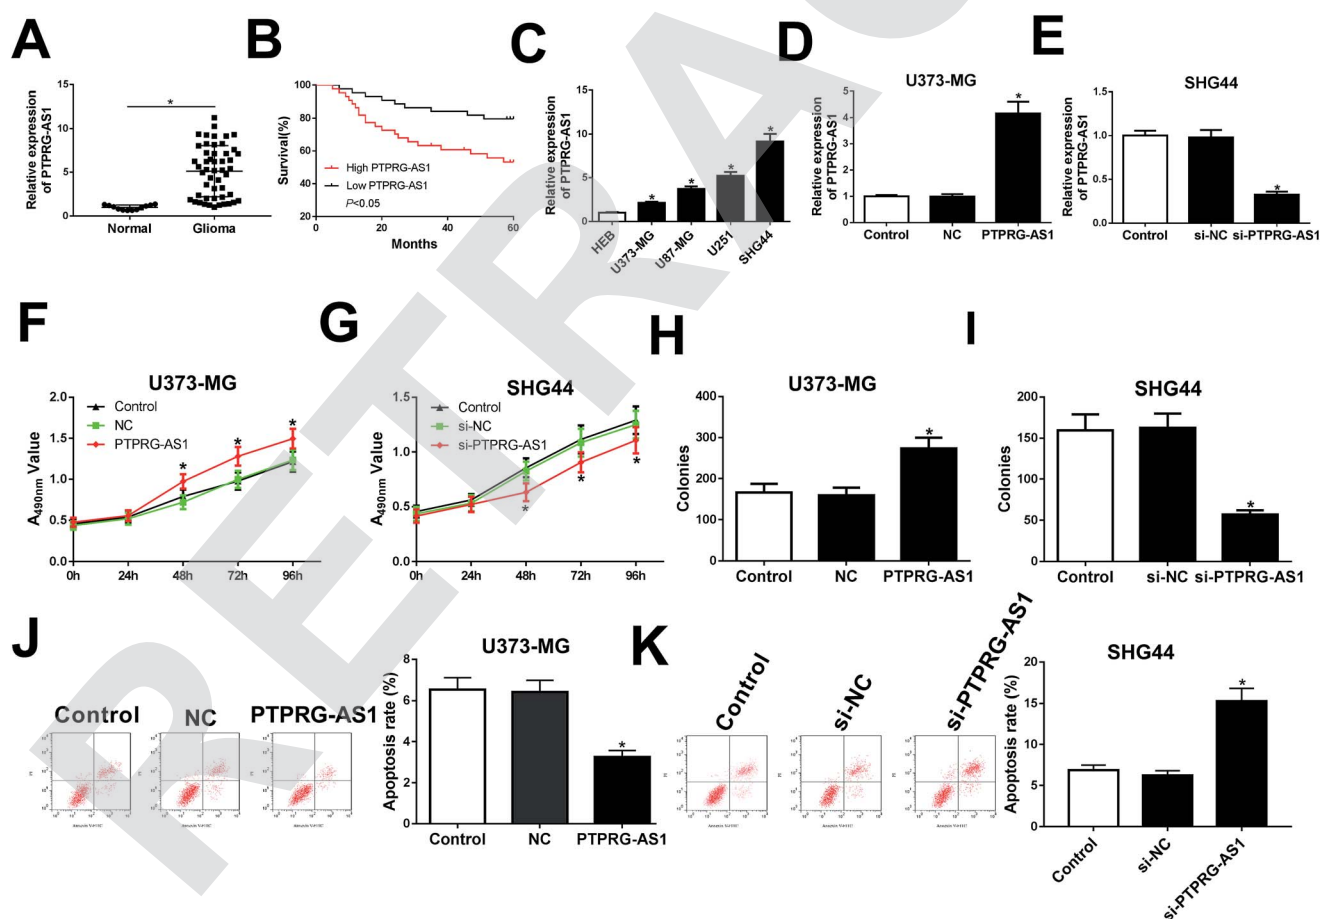 A
Relative expression
of PTPRG-AS1
15
10
5
0
*
Normal
Glioma
B
Survival(%)
100
80
60
40
20
High PTPRG-AS1
Low PTPRG-AS1
P<0.05
0
20
40
60
Months
C
Relative expression
of PTPRG-AS1
15
10
5
0
*
*
*
*
HEB
U373-MG
U87-MG
U251
SHG44
D
U373-MG
Relative expression
of PTPRG-AS1
5
4
3
2
1
0
*
Control
NC
PTPRG-AS1
E
SHG44
Relative expression
of PTPRG-AS1
1.5
1.0
0.5
0.0
*
Control
si-NC
si-PTPRG-AS1
F
U373-MG
A490nm Value
2.0
1.5
1.0
0.5
0.0
Control
NC
PTPRG-AS1
*
*
*
0h
24h
48h
72h
96h
G
SHG44
A490nm Value
1.5
1.0
0.5
0.0
Control
si-NC
si-PTPRG-AS1
*
*
*
0h
24h
48h
72h
96h
H
U373-MG
Colonies
400
300
200
100
0
*
Control
NC
PTPRG-AS1
I
SHG44
Colonies
200
150
100
50
0
*
Control
si-NC
si-PTPRG-AS1
J
Control
NC
PTPRG-AS1
U373-MG
Apoptosis rate (%)
8
6
4
2
0
*
Control
NC
PTPRG-AS1
K
Control
si-NC
si-PTPRG-AS1
SHG44
Apoptosis rate (%)
20
15
10
5
0
*
Control
si-NC
si-PTPRG-AS1